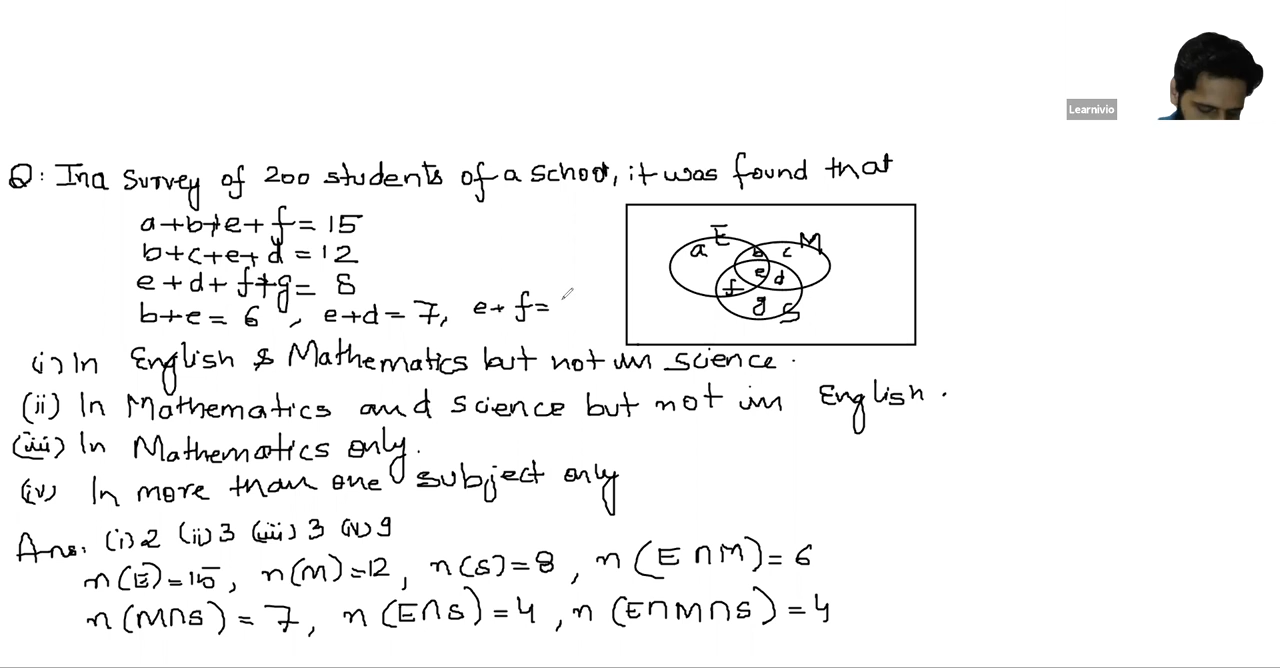 Learnivio
Q: In a survey of 200 students of a school, it was found that
a+b+e+f=15
b+c+e+d=12
e+d+f+g=8
b+e=6, e+d=7, e+f=
E M
a b c
e d
f
g S
(i) In English & Mathematics but not in science.
(ii) In Mathematics and science but not in English.
(iii) In Mathematics only.
(iv) In more than one subject only
Ans: (i) 2 (ii) 3 (iii) 3 (iv) 9
n(E)=15, n(M)=12, n(S)=8, n(E∩M)=6
n(M∩S)=7, n(E∩S)=4, n(E∩M∩S)=4